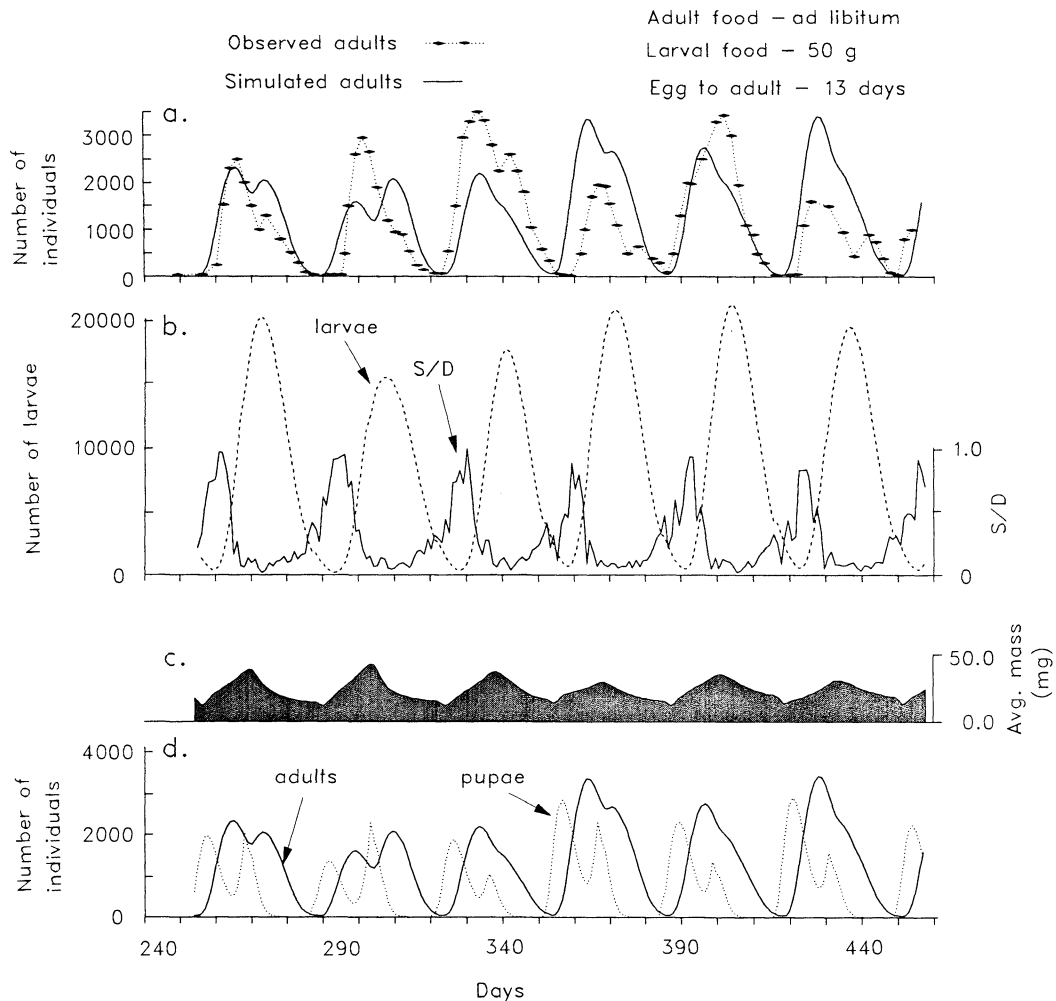 Adult food – ad libitum
Observed adults
Larval food – 50 g
Simulated adults
Egg to adult – 13 days
a.
3000
2000
1000
0
Number of
individuals
b.
20000
10000
0
Number of larvae
larvae
S/D
1.0
0
S/D
c.
50.0
0.0
Avg. mass
(mg)
d.
4000
2000
0
Number of
individuals
adults
pupae
240
290
340
390
440
Days